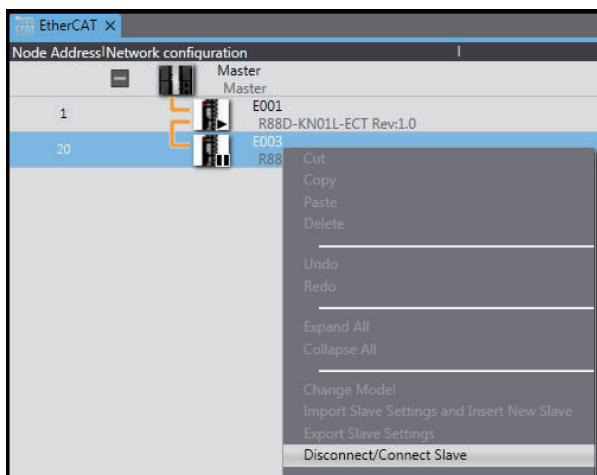 EtherCAT ×
Node Address Network configuration
Master
Master
1
E001
R88D-KN01L-ECT Rev:1.0
20
E003
R88
Cut
Copy
Paste
Delete
Undo
Redo
Expand All
Collapse All
Change Model
Import Slave Settings and Insert New Slave
Export Slave Settings
Disconnect/Connect Slave